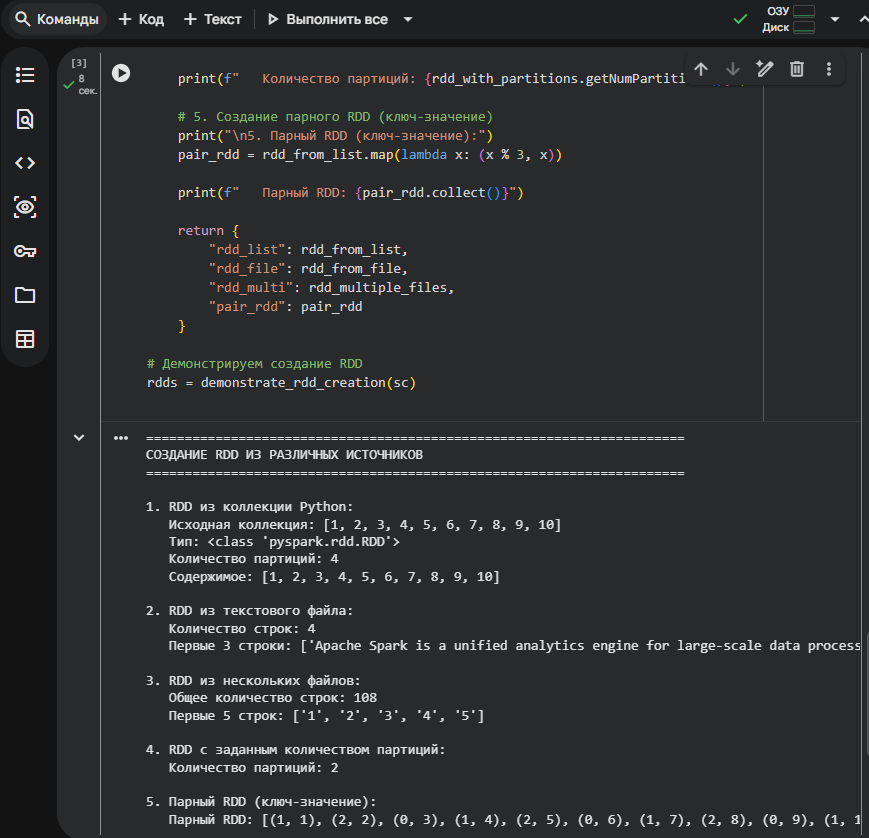 Команды + Код + Текст Выполнить все ОЗУ Диск
[3] 8 сек.
print(f"   Количество партиций: {rdd_with_partitions.getNumPartiti
# 5. Создание парного RDD (ключ-значение)
print("\n5. Парный RDD (ключ-значение):")
pair_rdd = rdd_from_list.map(lambda x: (x % 3, x))
print(f"   Парный RDD: {pair_rdd.collect()}")
return {
"rdd_list": rdd_from_list,
"rdd_file": rdd_from_file,
"rdd_multi": rdd_multiple_files,
"pair_rdd": pair_rdd
}
# Демонстрируем создание RDD
rdds = demonstrate_rdd_creation(sc)
======================================================================
СОЗДАНИЕ RDD ИЗ РАЗЛИЧНЫХ ИСТОЧНИКОВ
======================================================================
1. RDD из коллекции Python:
Исходная коллекция: [1, 2, 3, 4, 5, 6, 7, 8, 9, 10]
Тип: <class 'pyspark.rdd.RDD'>
Количество партиций: 4
Содержимое: [1, 2, 3, 4, 5, 6, 7, 8, 9, 10]
2. RDD из текстового файла:
Количество строк: 4
Первые 3 строки: ['Apache Spark is a unified analytics engine for large-scale data process
3. RDD из нескольких файлов:
Общее количество строк: 108
Первые 5 строк: ['1', '2', '3', '4', '5']
4. RDD с заданным количеством партиций:
Количество партиций: 2
5. Парный RDD (ключ-значение):
Парный RDD: [(1, 1), (2, 2), (0, 3), (1, 4), (2, 5), (0, 6), (1, 7), (2, 8), (0, 9), (1, 1